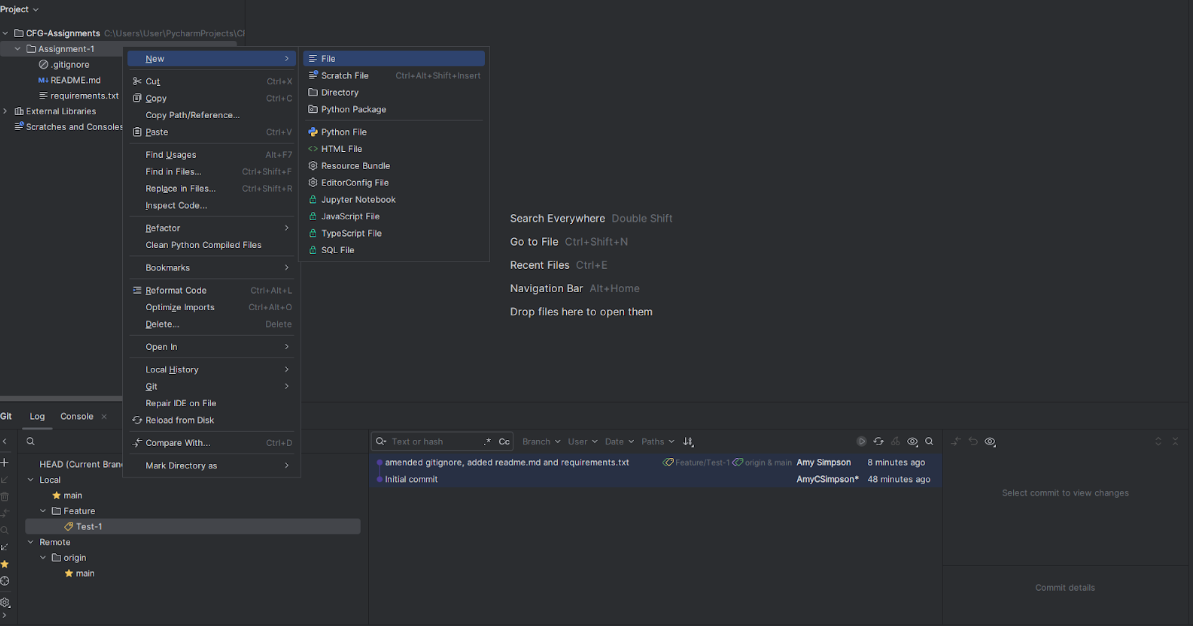 Project
CFG-Assignments C:\Users\User\PycharmProjects\C
Assignment-1
.gitignore
M↓ README.md
requirements.txt
External Libraries
Scratches and Consoles
New
Cut Ctrl+X
Copy Ctrl+C
Copy Path/Reference...
Paste Ctrl+V
Find Usages Alt+F7
Find in Files... Ctrl+Shift+F
Replace in Files... Ctrl+Shift+R
Inspect Code...
Refactor
Clean Python Compiled Files
Bookmarks
Reformat Code Ctrl+Alt+L
Optimize Imports Ctrl+Alt+O
Delete... Delete
Open In
Local History
Git
Repair IDE on File
Reload from Disk
Compare With... Ctrl+D
Mark Directory as
File
Scratch File Ctrl+Alt+Shift+Insert
Directory
Python Package
Python File
HTML File
Resource Bundle
EditorConfig File
Jupyter Notebook
JavaScript File
TypeScript File
SQL File
Search Everywhere Double Shift
Go to File Ctrl+Shift+N
Recent Files Ctrl+E
Navigation Bar Alt+Home
Drop files here to open them
Git Log Console
HEAD (Current Bran
Local
main
Feature
Test-1
Remote
origin
main
Text or hash .* Cc Branch User Date Paths
amended gitignore, added readme.md and requirements.txt Feature/Test-1 origin & main Amy Simpson 8 minutes ago
Initial commit AmyCSimpson* 48 minutes ago
Select commit to view changes
Commit details